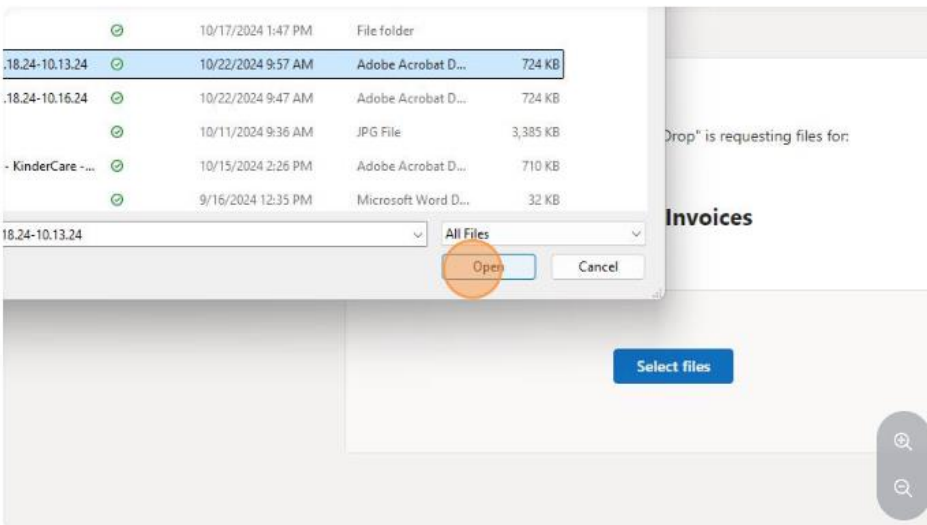 10/17/2024 1:47 PM File folder
.18.24-10.13.24 10/22/2024 9:57 AM Adobe Acrobat D... 724 KB
.18.24-10.16.24 10/22/2024 9:47 AM Adobe Acrobat D... 724 KB
10/11/2024 9:36 AM JPG File 3,385 KB
Drop" is requesting files for:
- KinderCare -... 10/15/2024 2:26 PM Adobe Acrobat D... 710 KB
9/16/2024 12:35 PM Microsoft Word D... 32 KB
Invoices
18.24-10.13.24 All Files
Open Cancel
Select files